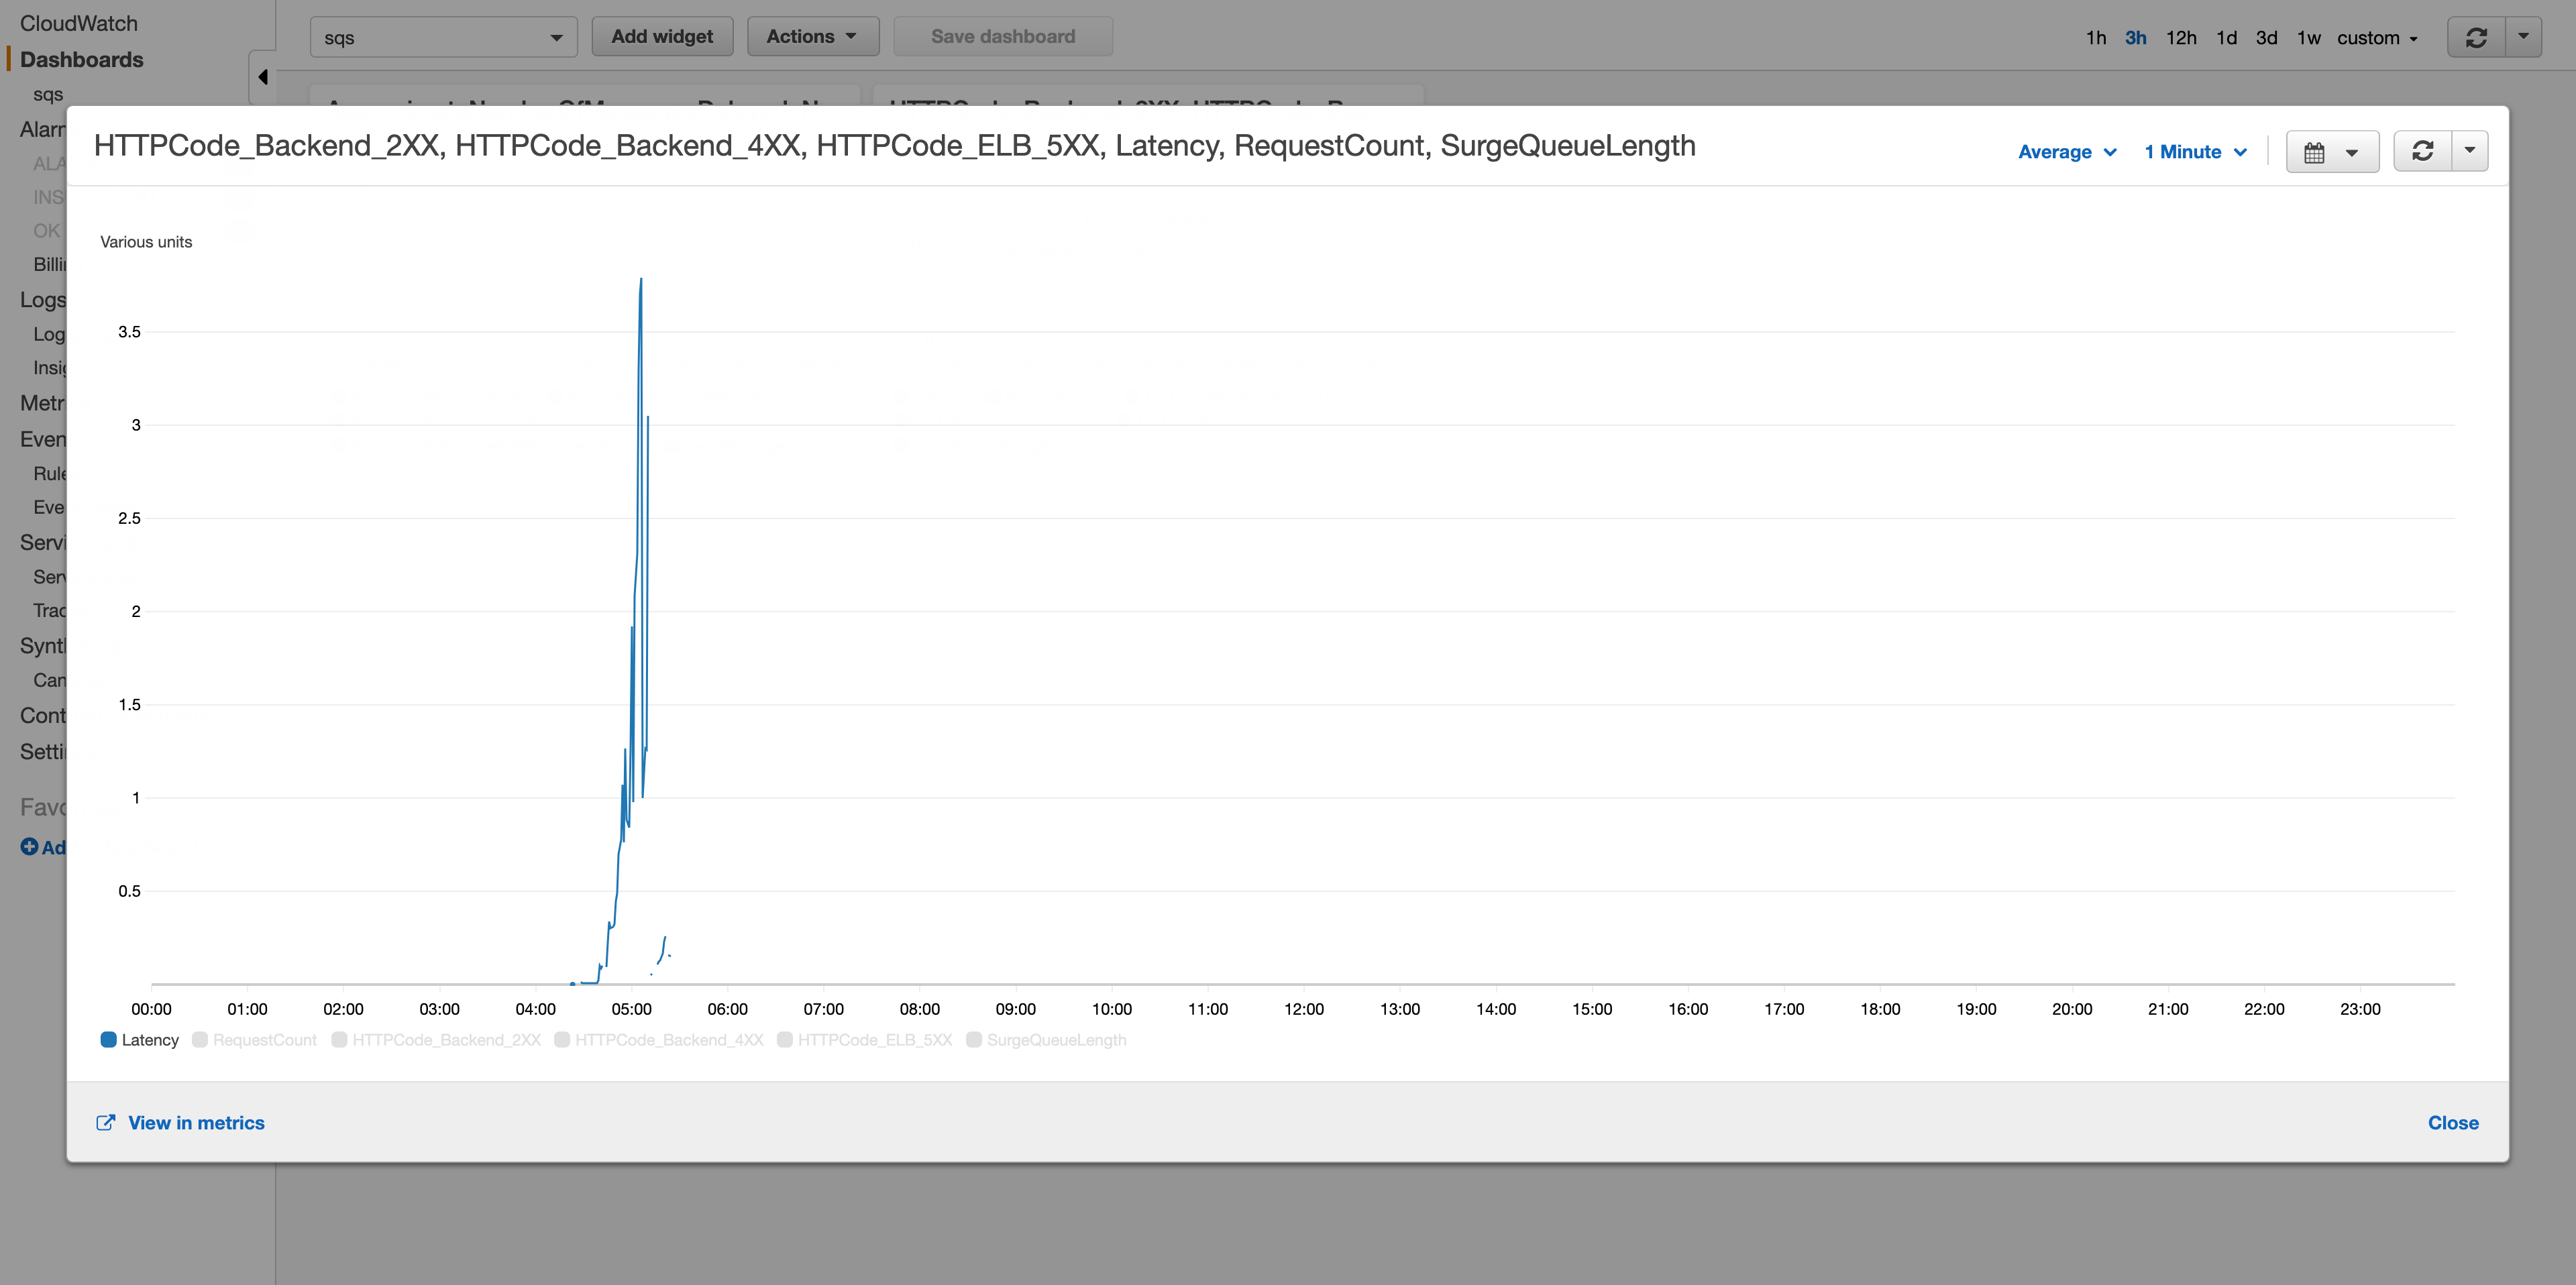 CloudWatch
Dashboards
sqs
Alarr
ALA
INS
OK
Billi
Logs
Log
Insig
Metr
Even
Rule
Eve
Servi
Serv
Trac
Synt
Can
Cont
Setti
Favo
Ad
sqs
Add widget
Actions
Save dashboard
1h 3h 12h 1d 3d 1w custom
HTTPCode_Backend_2XX, HTTPCode_Backend_4XX, HTTPCode_ELB_5XX, Latency, RequestCount, SurgeQueueLength
Average
1 Minute
Various units
3.5
3
2.5
2
1.5
1
0.5
00:00 01:00 02:00 03:00 04:00 05:00 06:00 07:00 08:00 09:00 10:00 11:00 12:00 13:00 14:00 15:00 16:00 17:00 18:00 19:00 20:00 21:00 22:00 23:00
Latency RequestCount HTTPCode_Backend_2XX HTTPCode_Backend_4XX HTTPCode_ELB_5XX SurgeQueueLength
View in metrics
Close